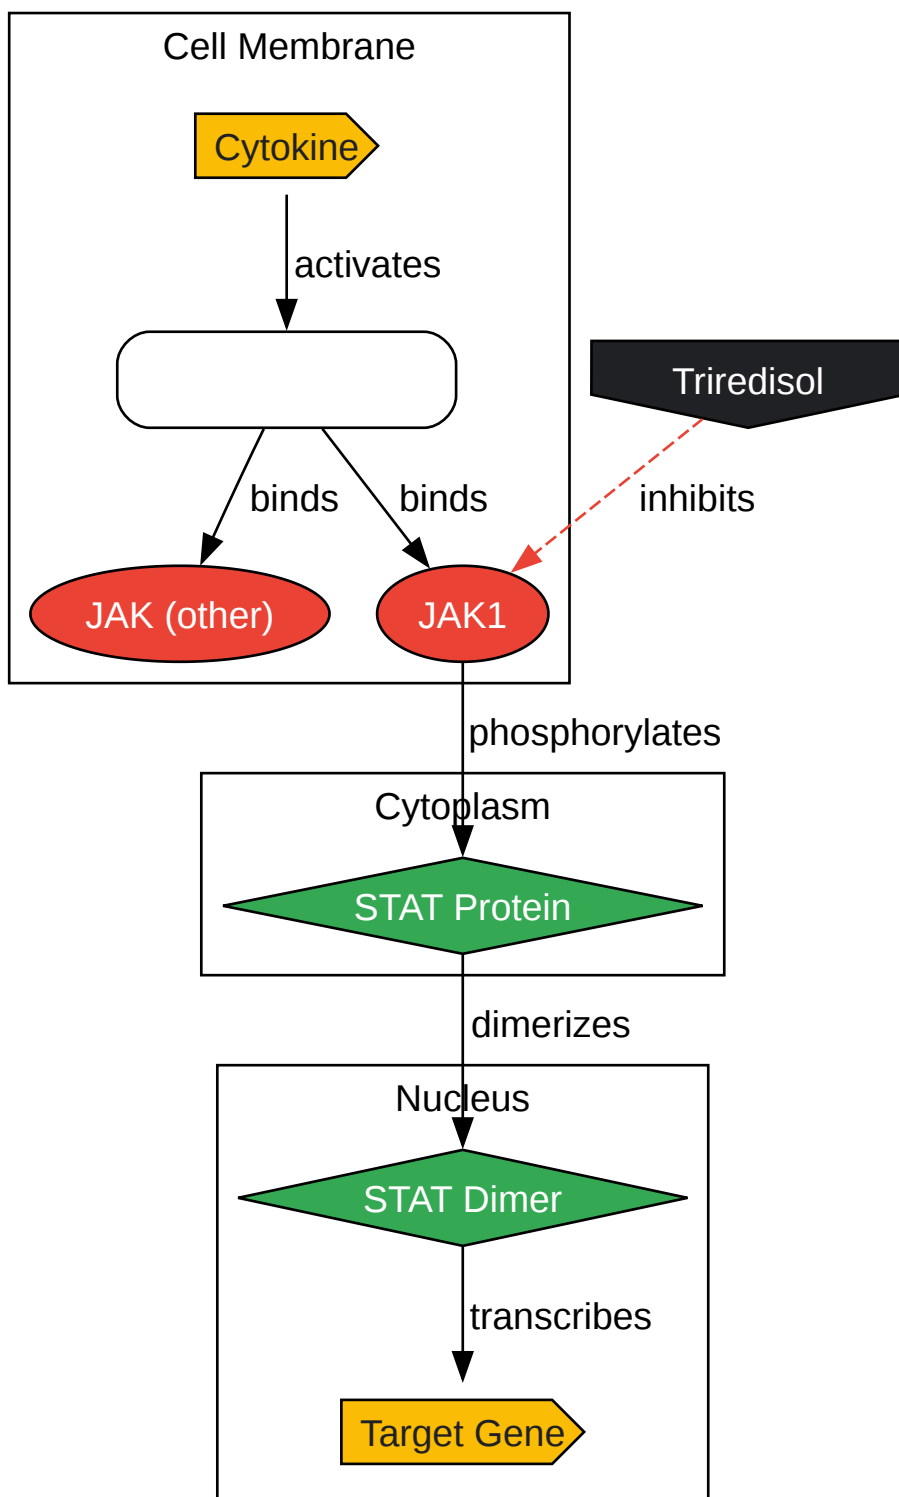 Cell Membrane
Cytokine
activates
Triredisol
binds
binds
inhibits
JAK (other)
JAK1
phosphorylates
Cytoplasm
STAT Protein
dimerizes
Nucleus
STAT Dimer
transcribes
Target Gene